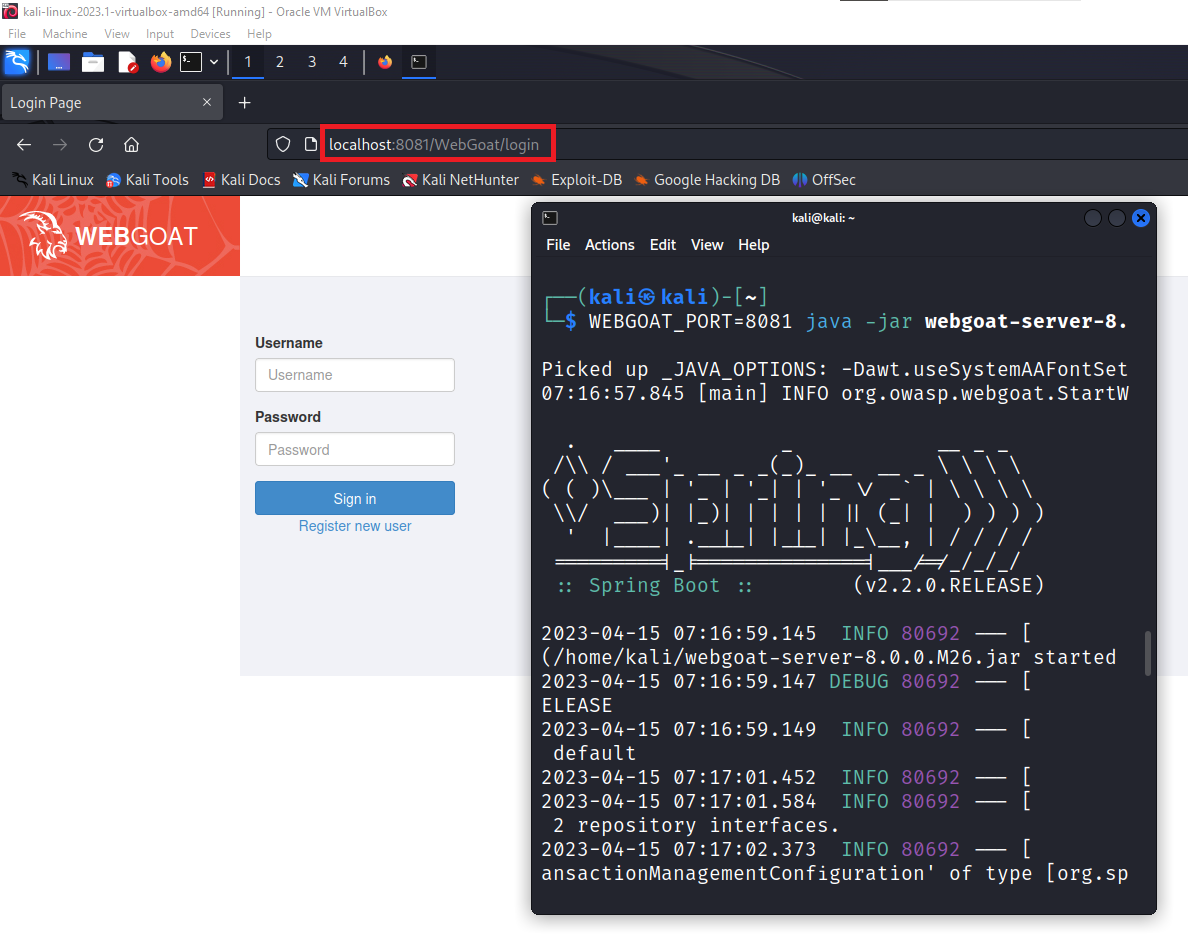 kali-linux-2023.1-virtualbox-amd64 [Running] - Oracle VM VirtualBox
File Machine View Input Devices Help
1 2 3 4
Login Page
localhost:8081/WebGoat/login
Kali Linux Kali Tools Kali Docs Kali Forums Kali NetHunter Exploit-DB Google Hacking DB OffSec
WEBGOAT
Username
Username
Password
Password
Sign in
Register new user
kali@kali: ~
File Actions Edit View Help
┌──(kali㉿kali)-[~]
└─$ WEBGOAT_PORT=8081 java -jar webgoat-server-8.
Picked up _JAVA_OPTIONS: -Dawt.useSystemAAFontSet
07:16:57.845 [main] INFO org.owasp.webgoat.StartW
:: Spring Boot :: (v2.2.0.RELEASE)
2023-04-15 07:16:59.145 INFO 80692 --- [
(/home/kali/webgoat-server-8.0.0.M26.jar started
2023-04-15 07:16:59.147 DEBUG 80692 --- [
ELEASE
2023-04-15 07:16:59.149 INFO 80692 --- [
default
2023-04-15 07:17:01.452 INFO 80692 --- [
2023-04-15 07:17:01.584 INFO 80692 --- [
2 repository interfaces.
2023-04-15 07:17:02.373 INFO 80692 --- [
ansactionManagementConfiguration' of type [org.sp